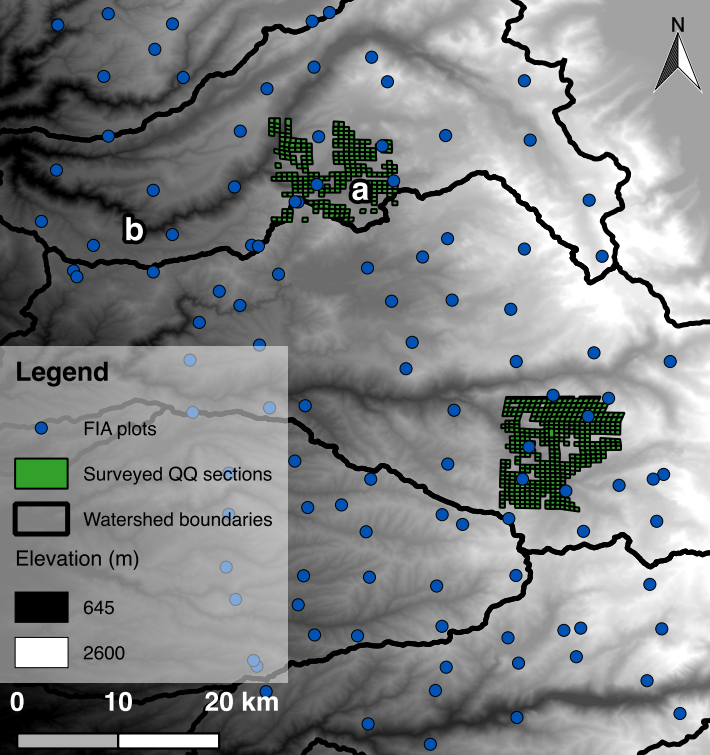 N
a
b
Legend
FIA plots
Surveyed QQ sections
Watershed boundaries
Elevation (m)
645
2600
0 10 20 km